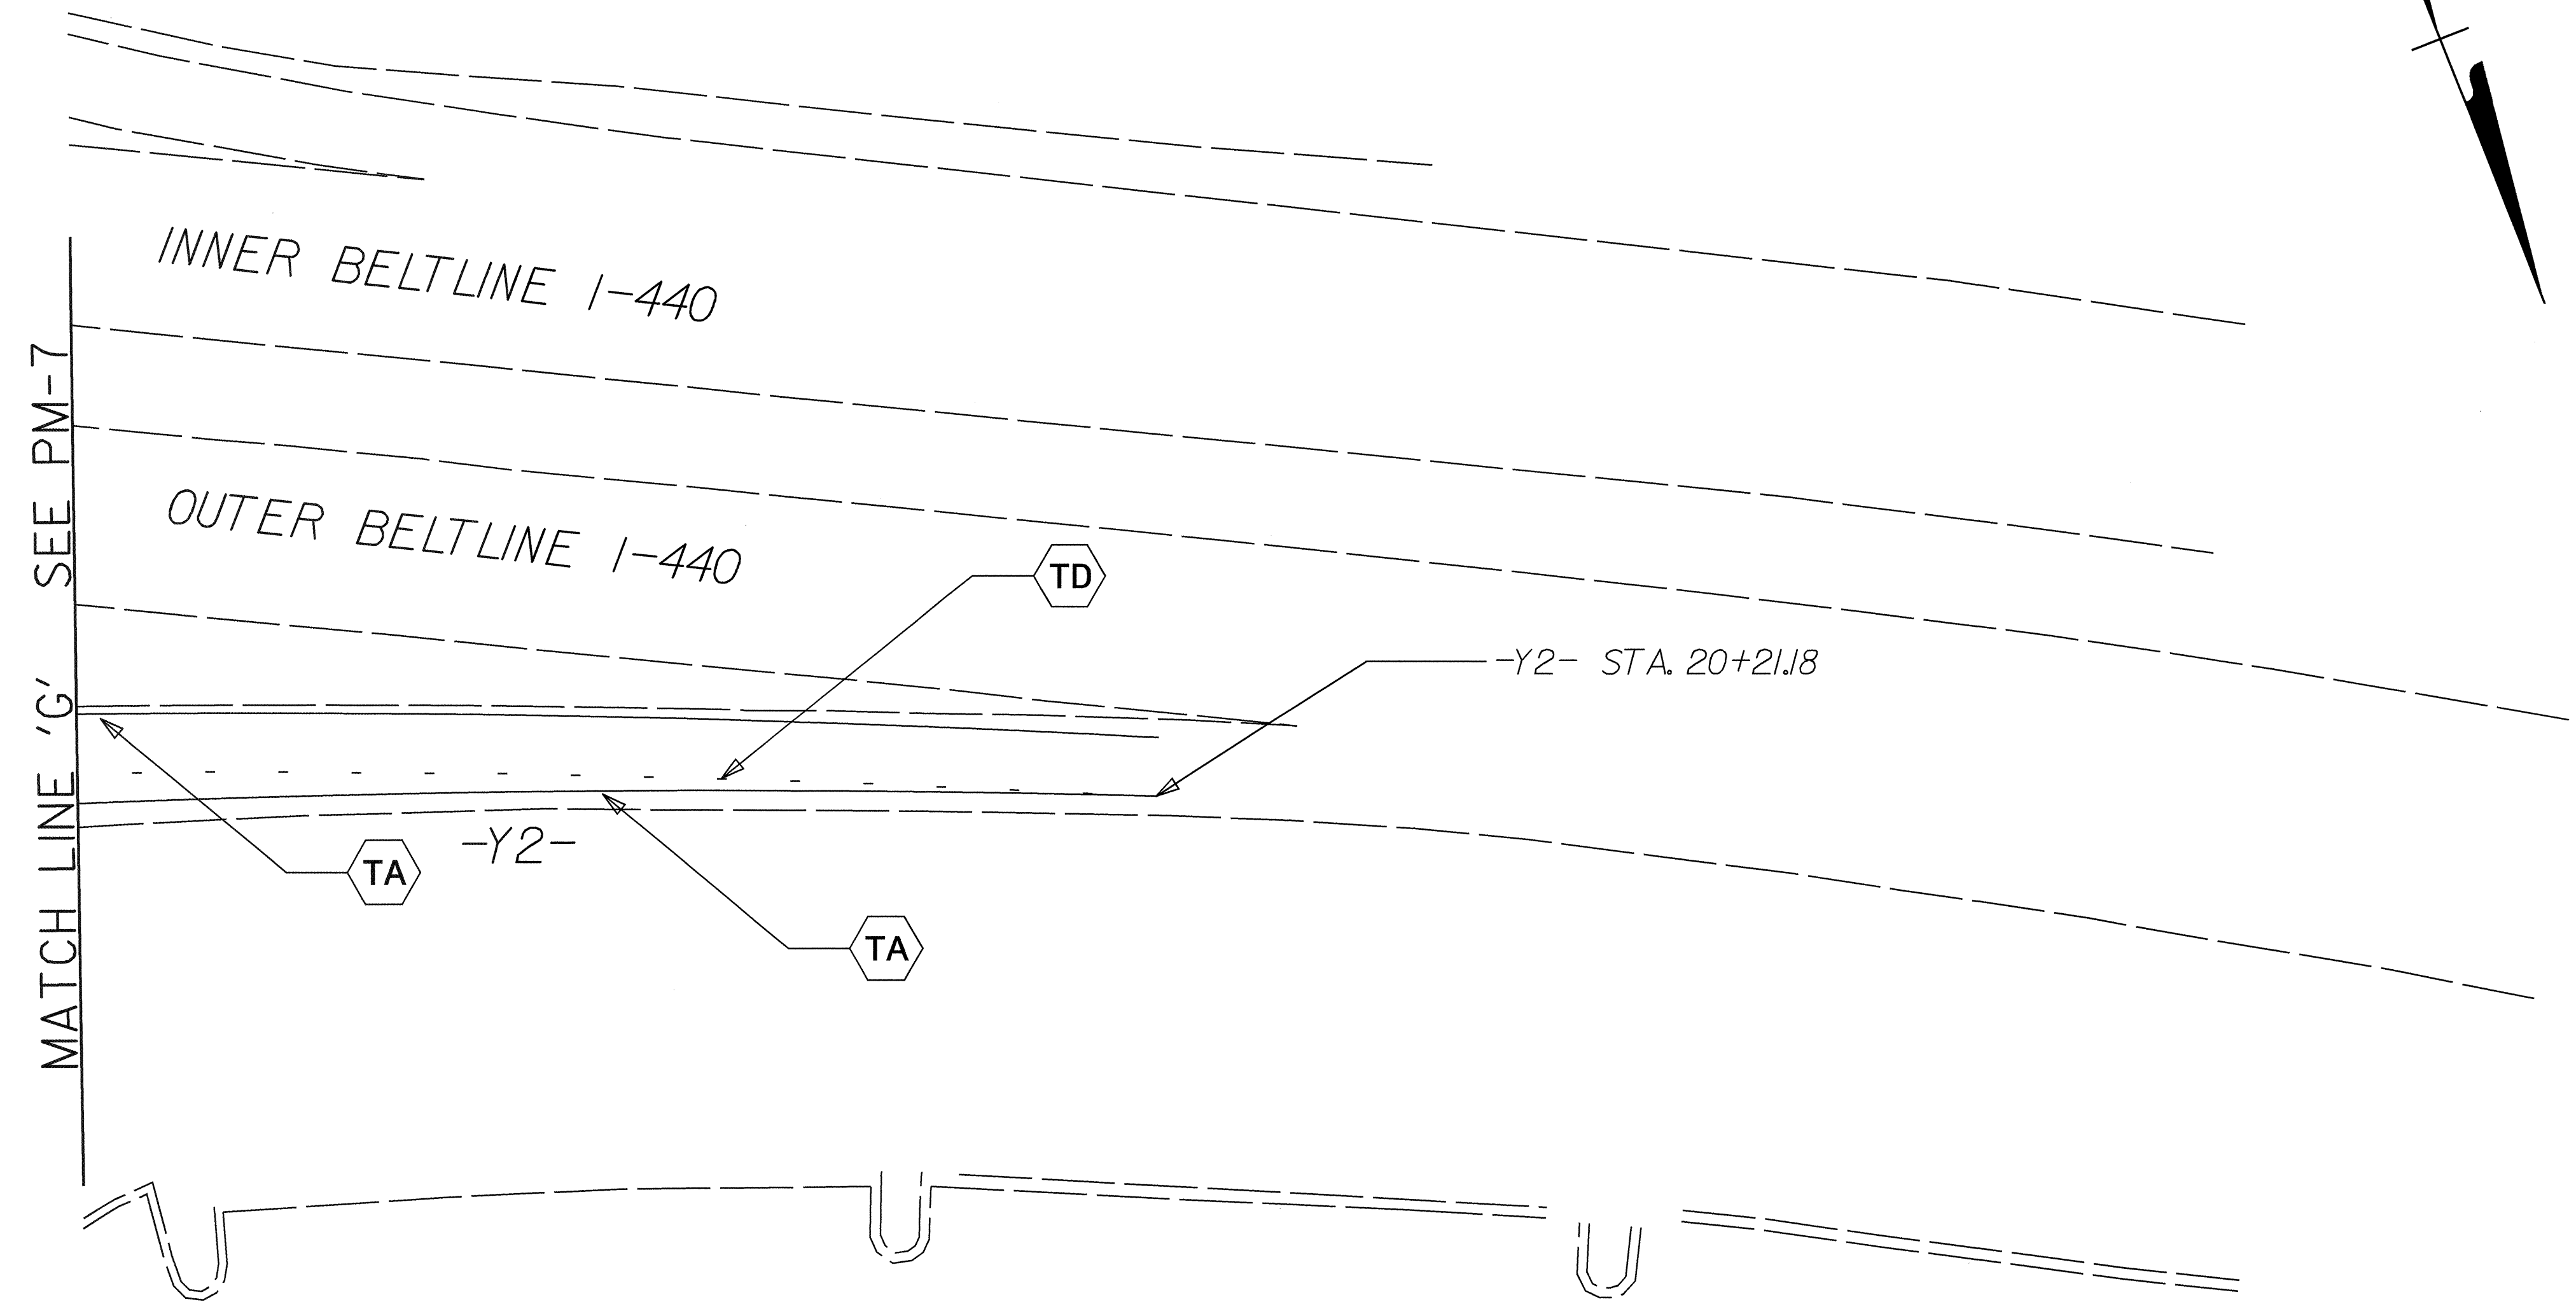 INNER BELTLINE I-440
MATCH LINE 'G' SEE PM-7
OUTER BELTLINE I-440
TD
-Y2- STA. 20+21.18
TA
-Y2-
TA